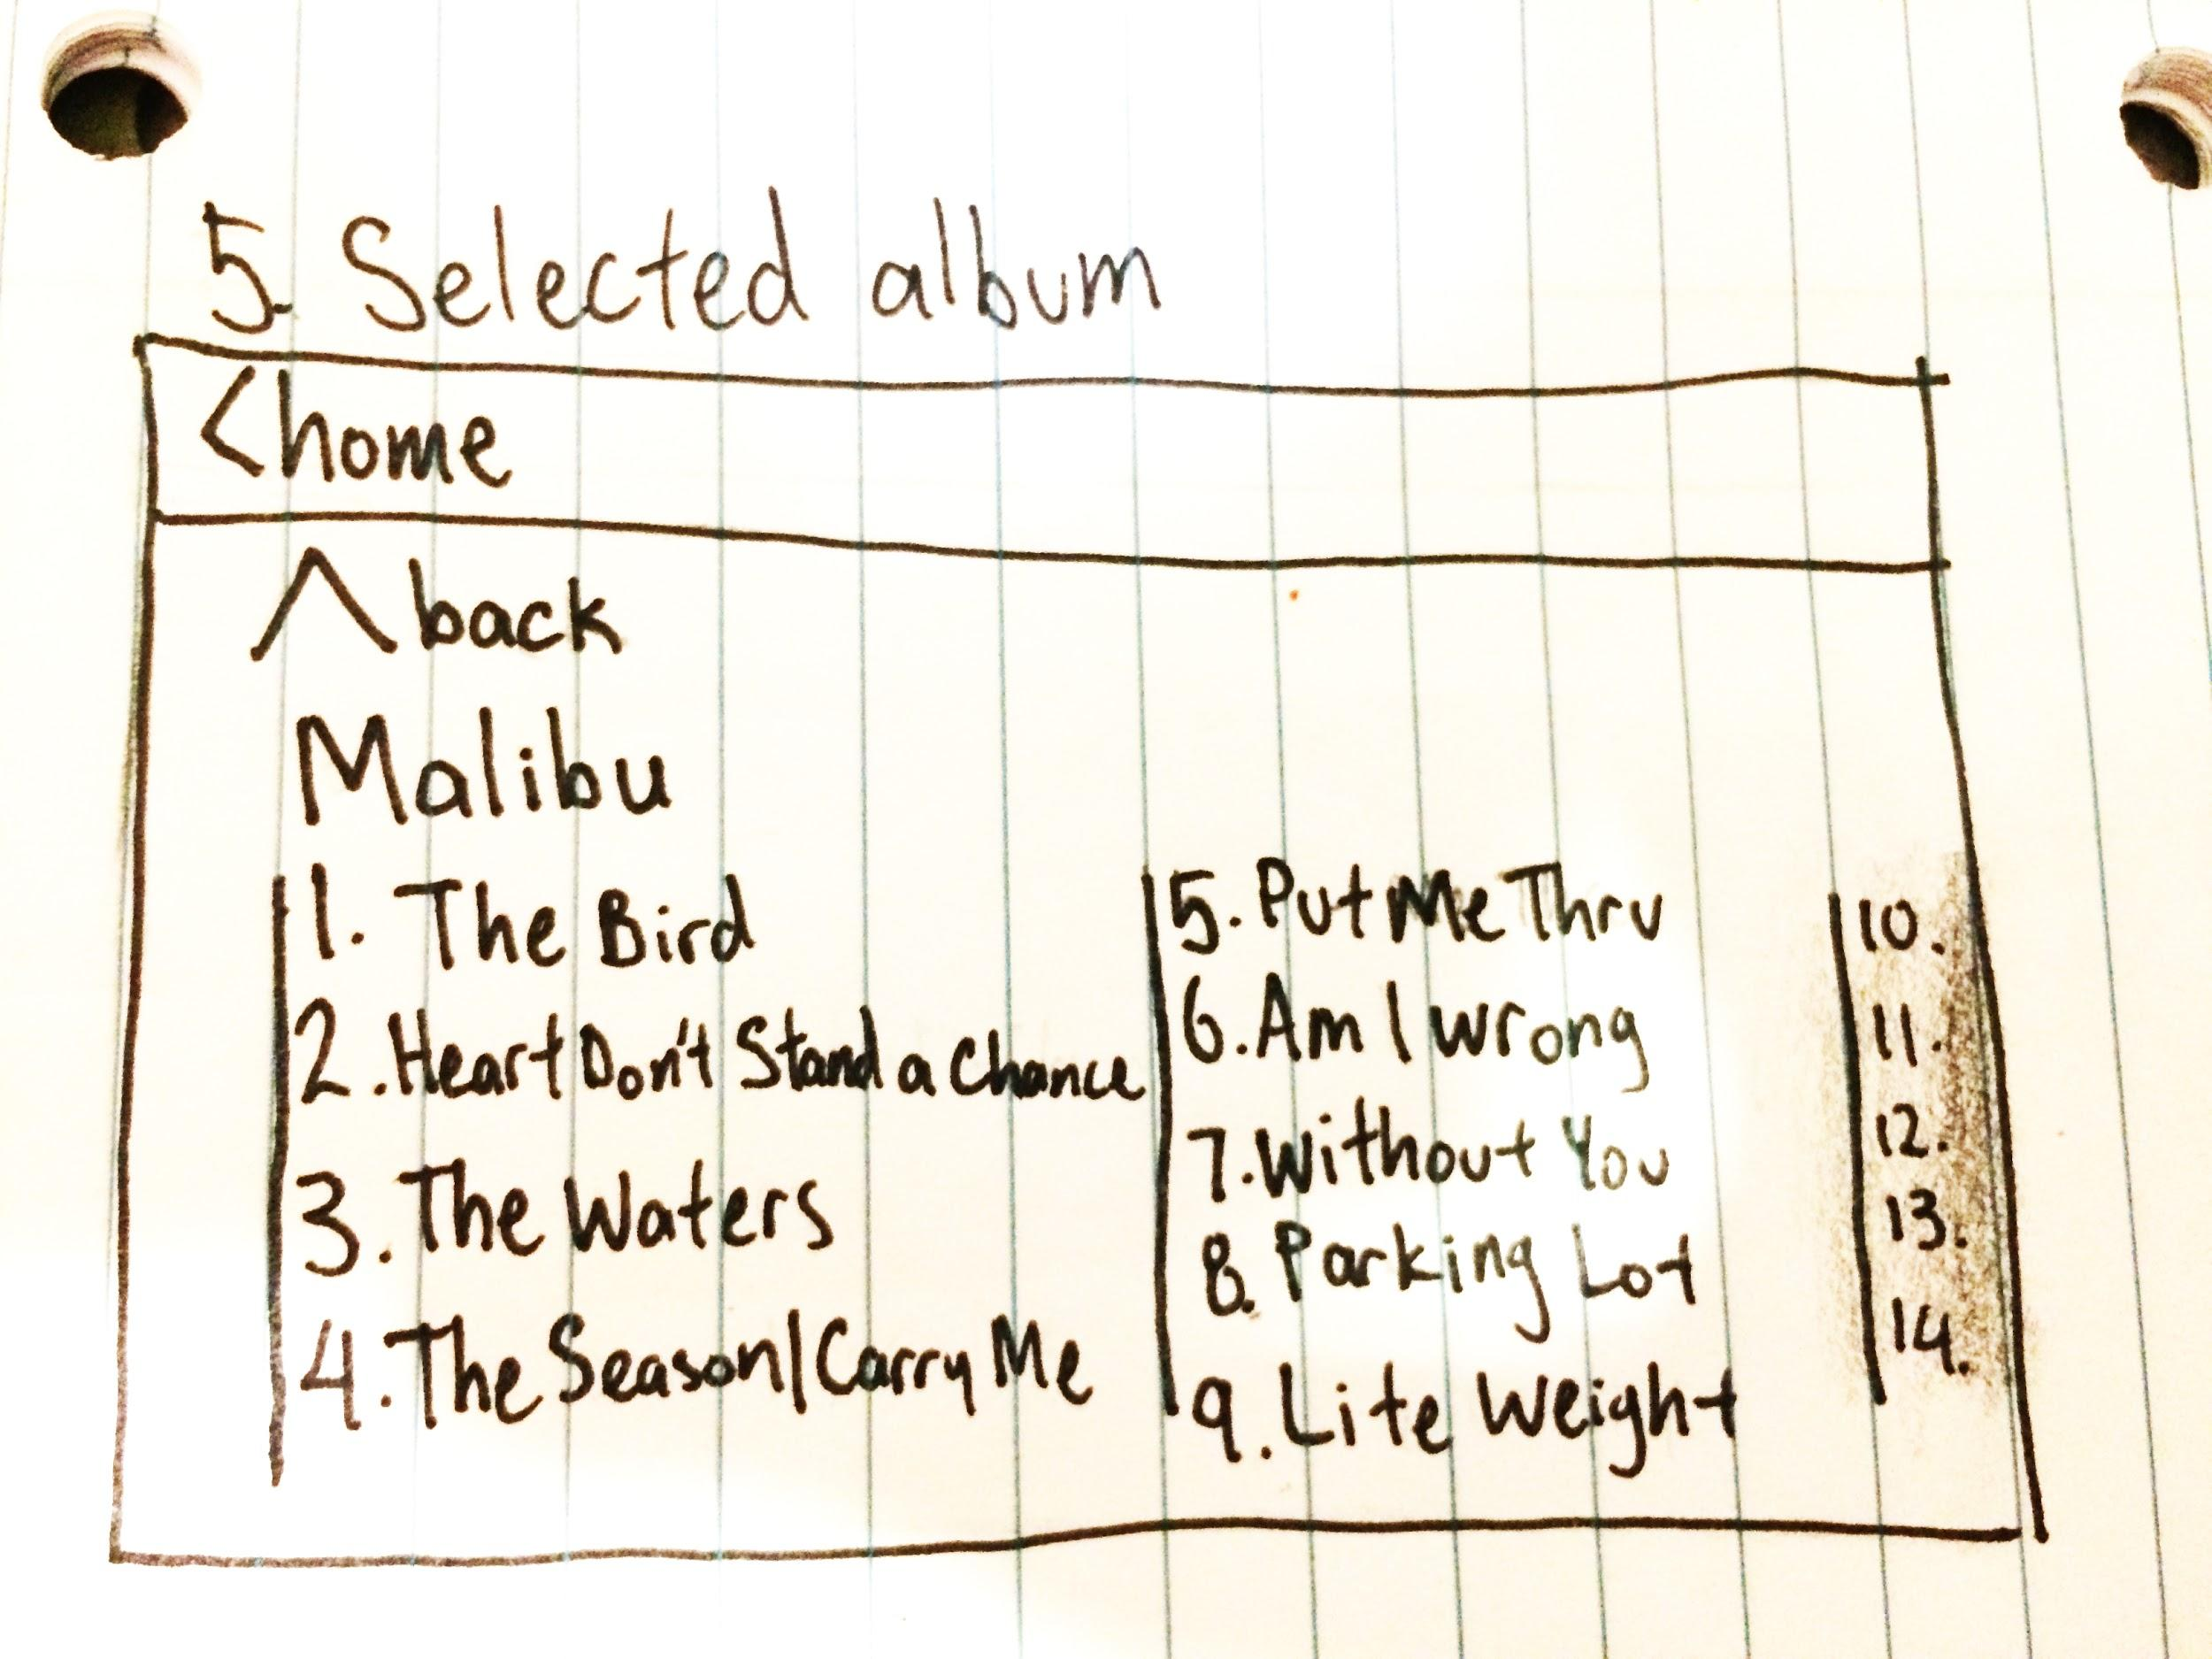 5. Selected album
<home
^ back
Malibu
1. The Bird
2. Heart Don't Stand a Chance
3. The Waters
4. The Season/Carry Me
5. Put Me Thru
6. Am I Wrong
7. Without You
8. Parking Lot
9. Lite Weight
10.
11.
12.
13.
14.